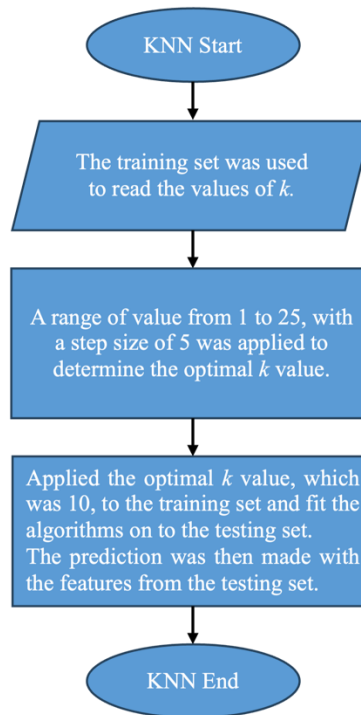 KNN Start
The training set was used
to read the values of k.
A range of value from 1 to 25, with
a step size of 5 was applied to
determine the optimal k value.
Applied the optimal k value, which
was 10, to the training set and fit the
algorithms on to the testing set.
The prediction was then made with
the features from the testing set.
KNN End